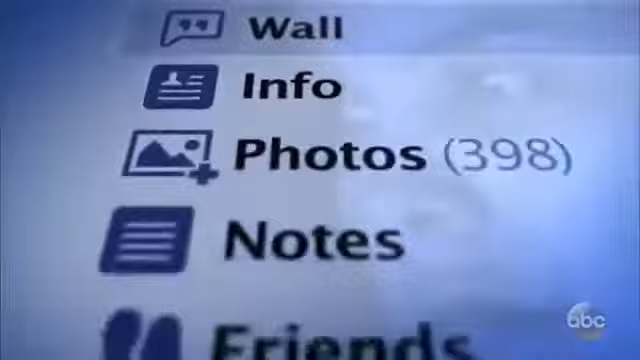 Wall
Info
Photos (398)
Notes
Friends
abc